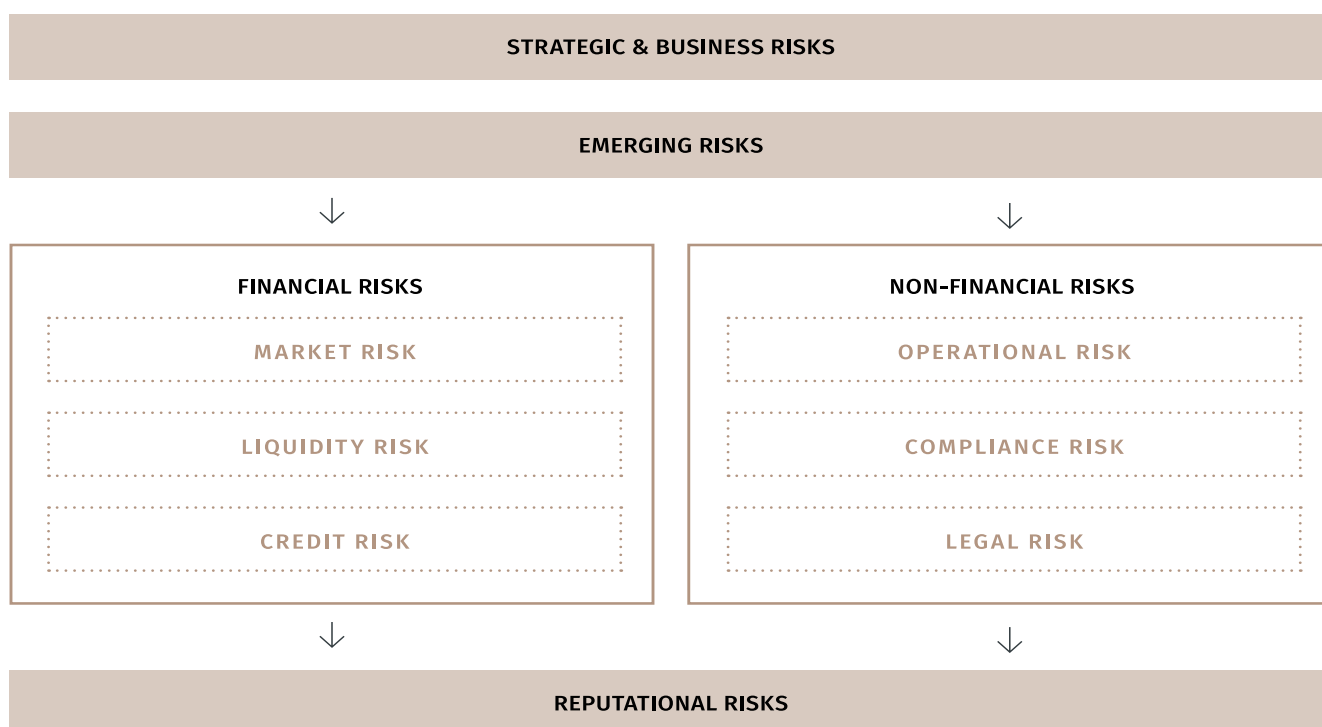 STRATEGIC & BUSINESS RISKS
EMERGING RISKS
FINANCIAL RISKS
MARKET RISK
LIQUIDITY RISK
CREDIT RISK
NON-FINANCIAL RISKS
OPERATIONAL RISK
COMPLIANCE RISK
LEGAL RISK
REPUTATIONAL RISKS